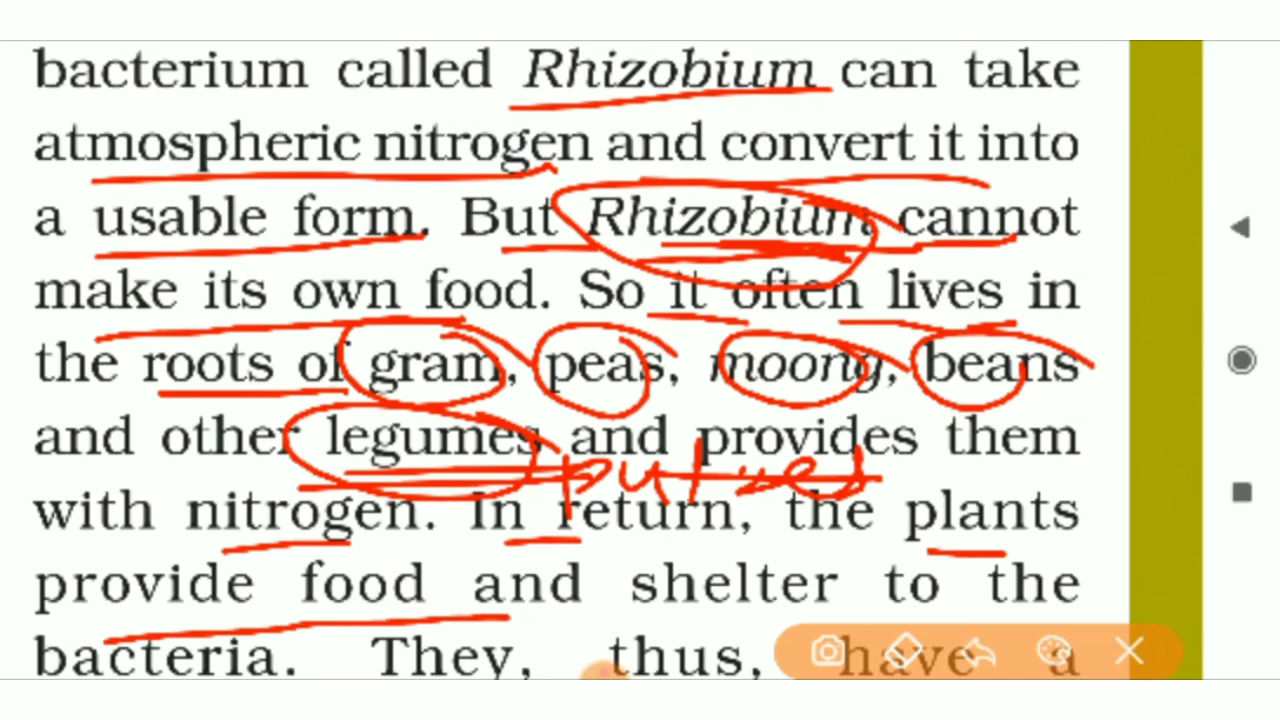 bacterium called Rhizobium can take
atmospheric nitrogen and convert it into
a usable form. But Rhizobium cannot
make its own food. So it often lives in
the roots of gram, peas, moong, beans
and other legumes and provides them
with nitrogen. In return, the plants
provide food and shelter to the
bacteria. They, thus, have a